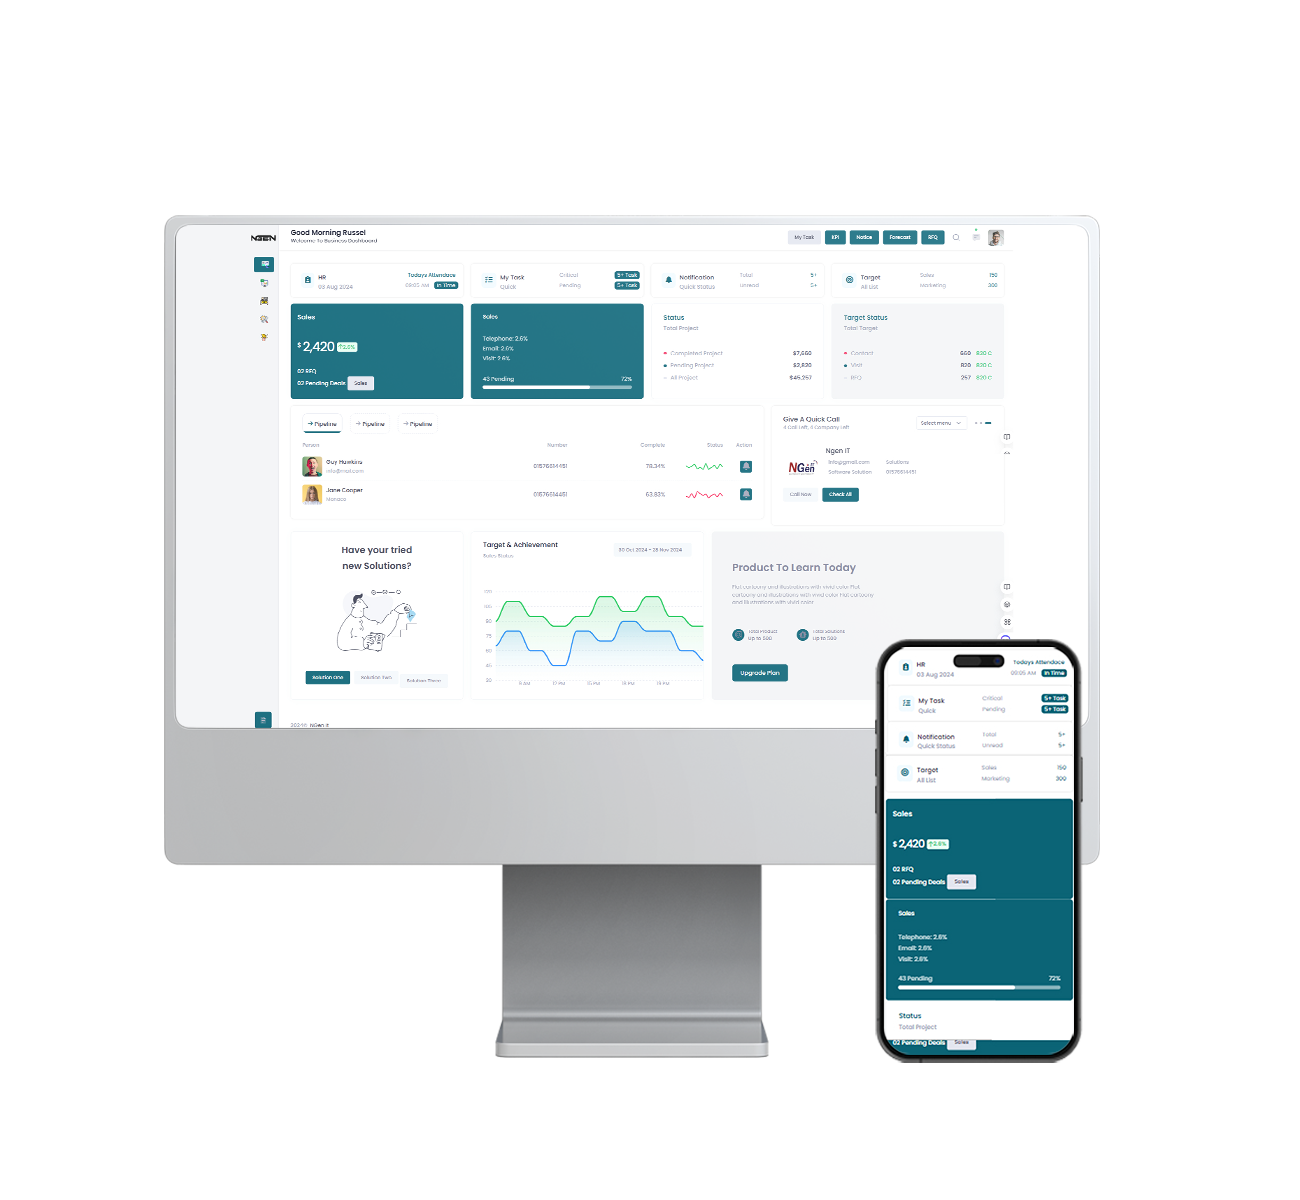 NGEN
Good Morning Russel
Welcome To Business Dashboard
My Task
KPI
Notice
Forecast
RFQ
HR
03 Aug 2024
Todays Attendace
09:05 AM In Time
My Task
Quick
Critical 5+ Task
Pending 5+ Task
Notification
Quick Status
Total 5+
Unread 5+
Target
All List
Sales 150
Marketing 300
Sales
$ 2,420 2.6%
02 RFQ
02 Pending Deals Sales
Sales
Telephone: 2.6%
Email: 2.6%
Visit: 2.6%
43 Pending 72%
Status
Total Project
Completed Project $7,660
Pending Project $2,820
All Project $45,257
Target Status
Total Target
Contact 660 820 C
Visit 820 820 C
RFQ 257 820 C
Pipeline
Pipeline
Pipeline
Person Number Complete Status Action
Guy Hawkins
info@mail.com
01576614451 78.34%
Jane Cooper
Monaco
01576614451 63.83%
Give A Quick Call
4 Call Left, 0 Company Left
Select menu
NGen IT
Ngen IT
info@gmail.com Solutions
Software Solution 01576614451
Call Now
Check All
Have your tried
new Solutions?
Solution One
Solution Two
Solution Three
Target & Achievement
Sales Status
30 Oct 2024 - 28 Nov 2024
120
105
90
75
60
45
30
12 PM 15 PM 18 PM 19 PM
Product To Learn Today
Flat cartoony and illustrations with vivid color Flat
cartoony and illustrations with vivid color Flat cartoony
and illustrations with vivid color
Total Product
Up to 500
Total Solutions
Up to 500
Upgrade Plan
NGen It
HR
03 Aug 2024
Todays Attendace
09:05 AM In Time
My Task
Quick
Critical 5+ Task
Pending 5+ Task
Notification
Quick Status
Total 5+
Unread 5+
Target
All List
Sales 150
Marketing 300
Sales
$ 2,420 2.6%
02 RFQ
02 Pending Deals Sales
Sales
Telephone: 2.6%
Email: 2.6%
Visit: 2.6%
43 Pending 72%
Status
Total Project
02 Pending Deals Sales